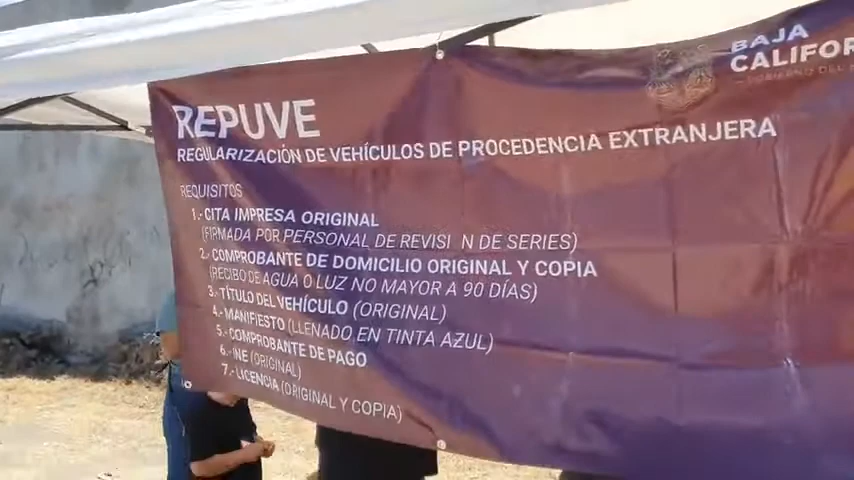 BAJA
CALIFOR
GOBIERNO DEL
REPUVE
REGULARIZACIÓN DE VEHÍCULOS DE PROCEDENCIA EXTRANJERA
REQUISITOS
1.- CITA IMPRESA ORIGINAL
(FIRMADA POR PERSONAL DE REVISI N DE SERIES)
2.- COMPROBANTE DE DOMICILIO ORIGINAL Y COPIA
(RECIBO DE AGUA O LUZ NO MAYOR A 90 DÍAS)
3.- TÍTULO DEL VEHÍCULO (ORIGINAL)
4.- MANIFIESTO (LLENADO EN TINTA AZUL)
5.- COMPROBANTE DE PAGO
6.- INE (ORIGINAL)
7.- LICENCIA (ORIGINAL Y COPIA)